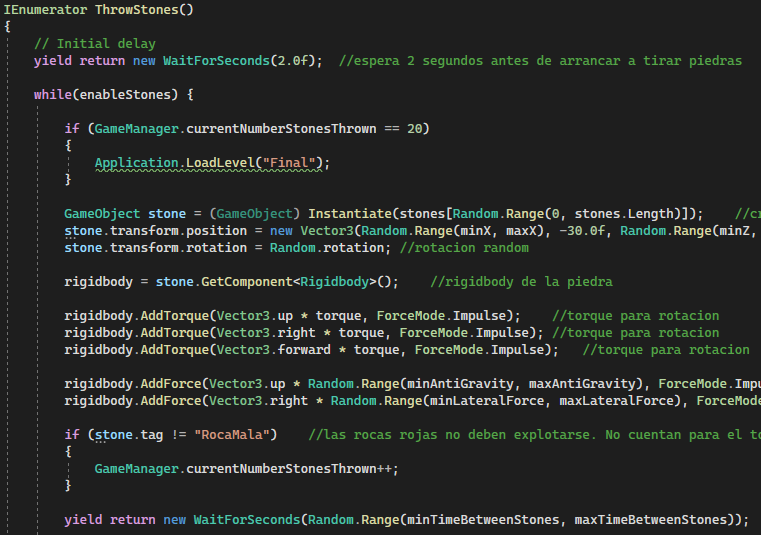 IEnumerator ThrowStones()
{
// Initial delay
yield return new WaitForSeconds(2.0f);  //espera 2 segundos antes de arrancar a tirar piedras
while(enableStones) {
if (GameManager.currentNumberStonesThrown == 20)
{
Application.LoadLevel("Final");
}
GameObject stone = (GameObject) Instantiate(stones[Random.Range(0, stones.Length)]);    //c
stone.transform.position = new Vector3(Random.Range(minX, maxX), -30.0f, Random.Range(minZ,
stone.transform.rotation = Random.rotation; //rotacion random
rigidbody = stone.GetComponent<Rigidbody>();    //rigidbody de la piedra
rigidbody.AddTorque(Vector3.up * torque, ForceMode.Impulse);    //torque para rotacion
rigidbody.AddTorque(Vector3.right * torque, ForceMode.Impulse); //torque para rotacion
rigidbody.AddTorque(Vector3.forward * torque, ForceMode.Impulse);   //torque para rotacion
rigidbody.AddForce(Vector3.up * Random.Range(minAntiGravity, maxAntiGravity), ForceMode.Impu
rigidbody.AddForce(Vector3.right * Random.Range(minLateralForce, maxLateralForce), ForceMode
if (stone.tag != "RocaMala")    //las rocas rojas no deben explotarse. No cuentan para el to
{
GameManager.currentNumberStonesThrown++;
}
yield return new WaitForSeconds(Random.Range(minTimeBetweenStones, maxTimeBetweenStones));